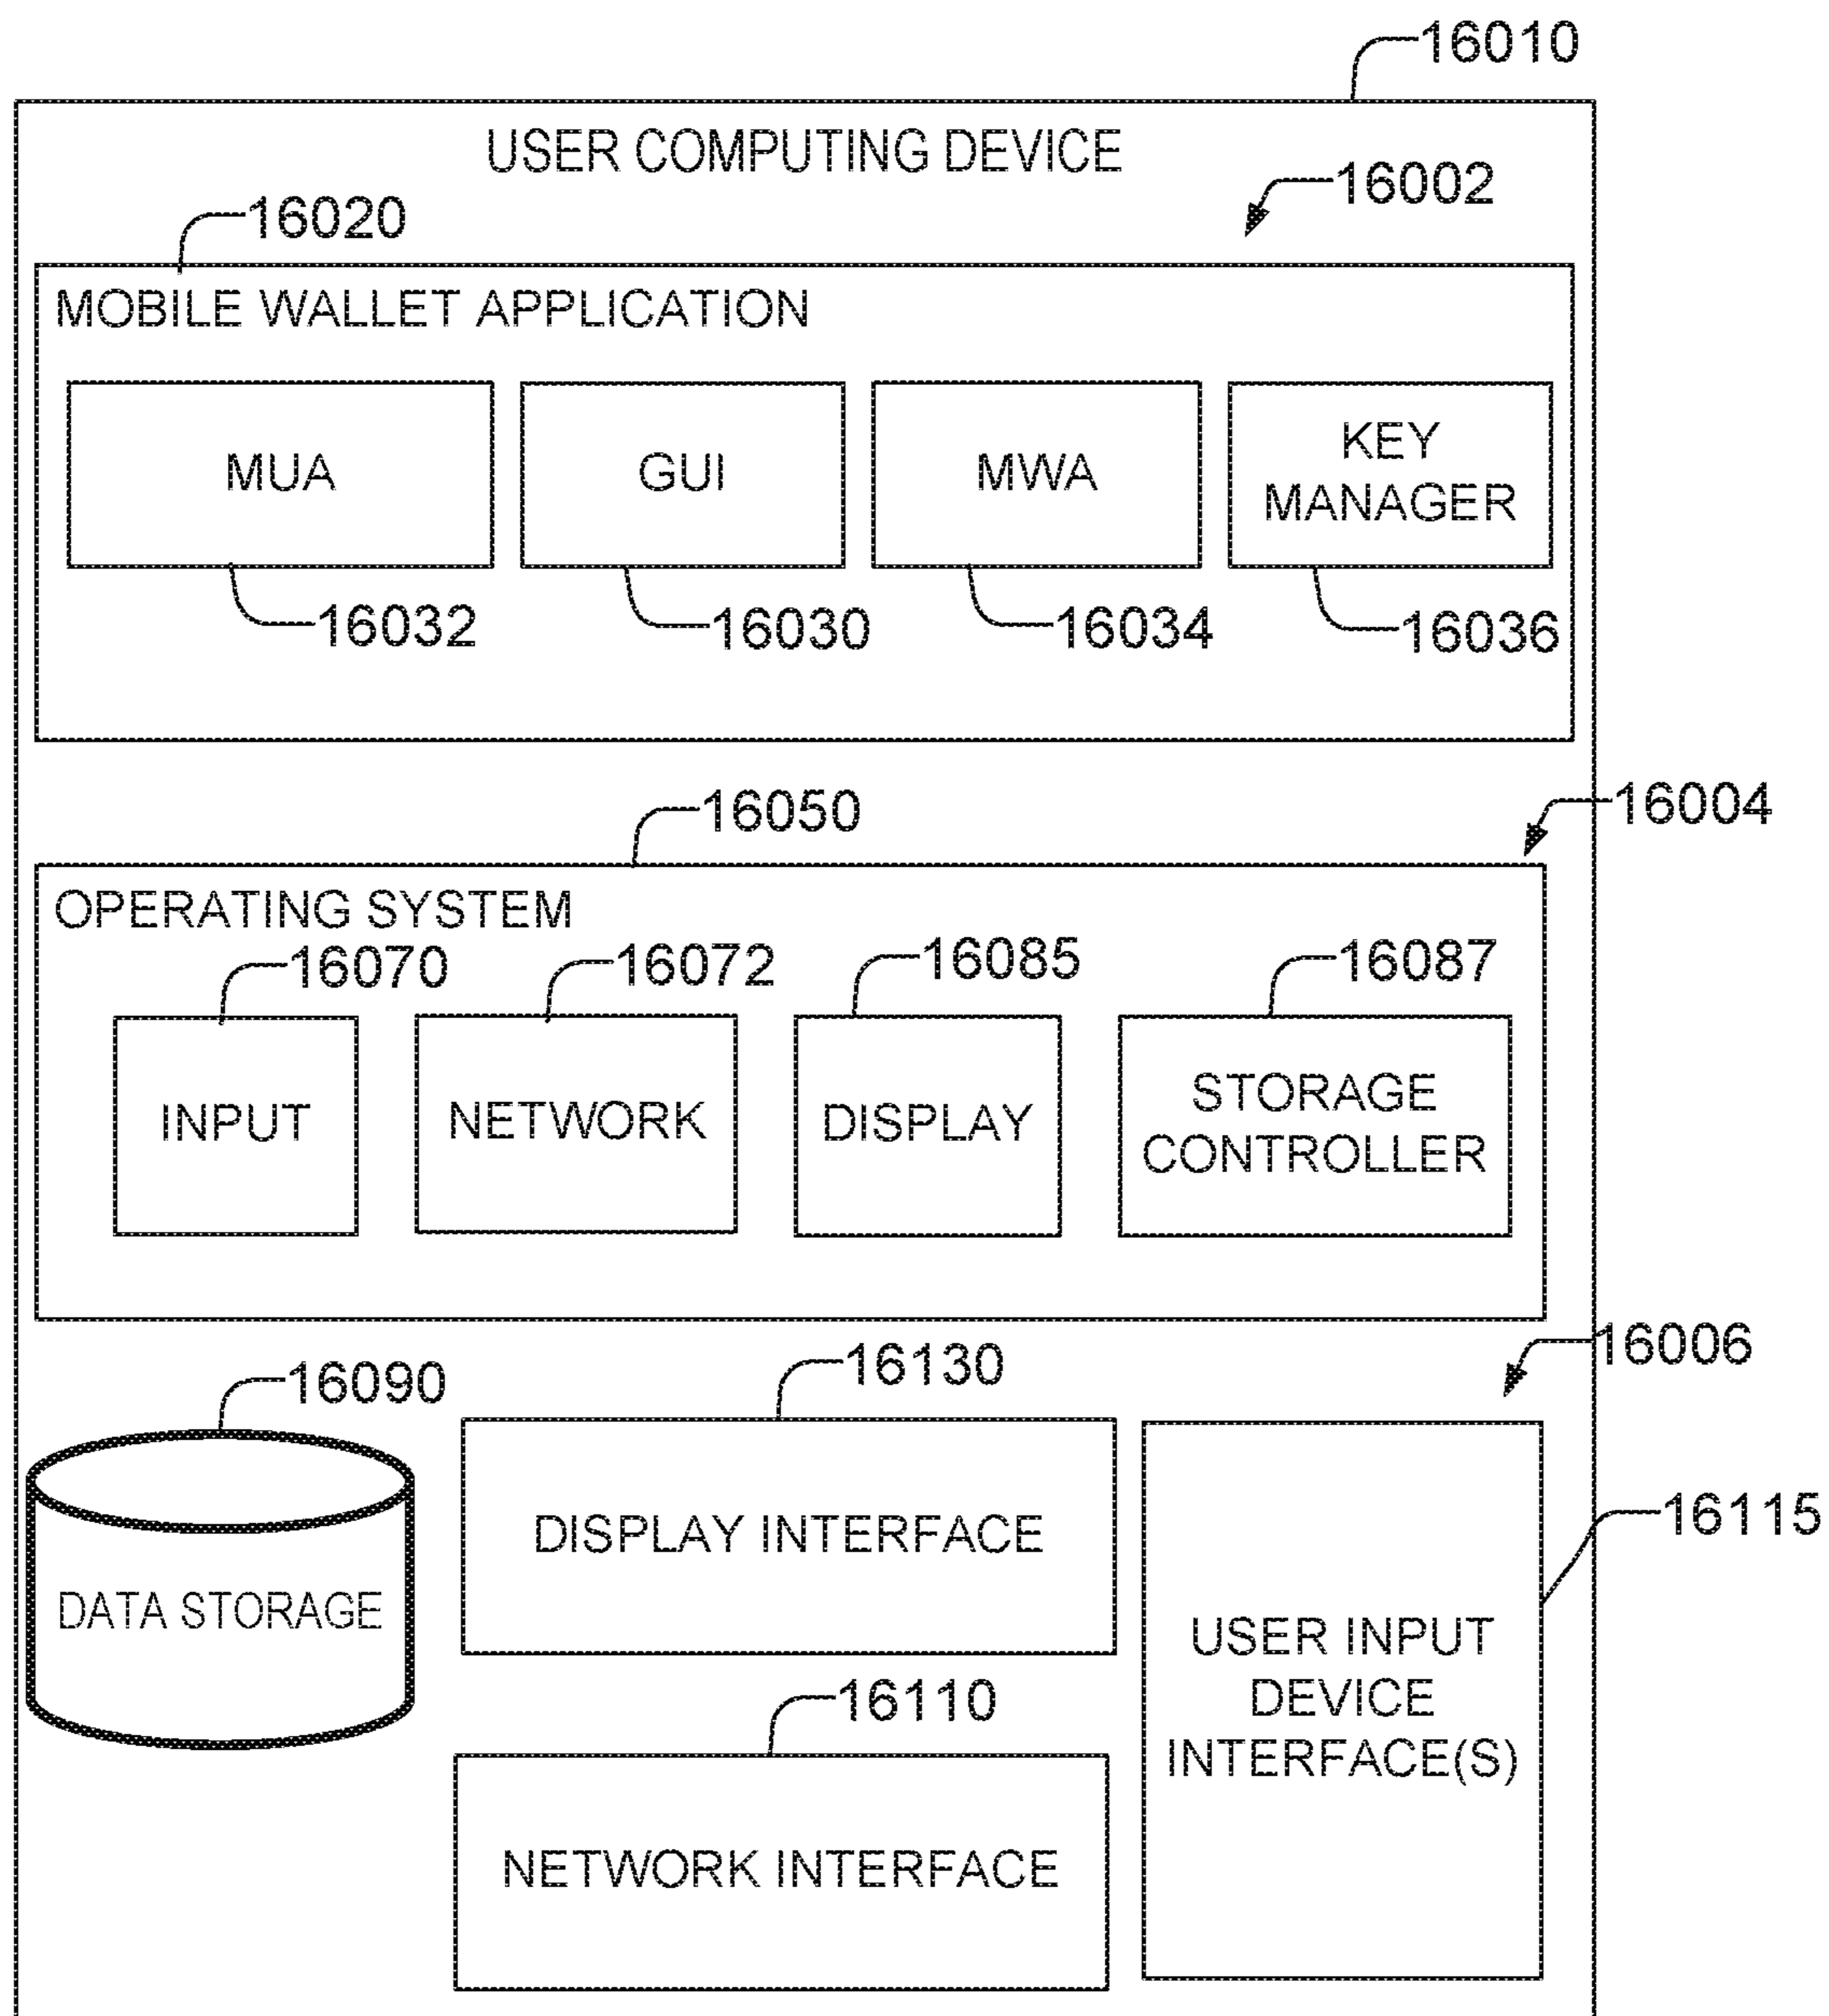 16010
USER COMPUTING DEVICE
16002
16020
MOBILE WALLET APPLICATION
MUA
GUI
MWA
KEY
MANAGER
16032
16030
16034
16036
16050
16004
OPERATING SYSTEM
16070
16072
16085
16087
INPUT
NETWORK
DISPLAY
STORAGE
CONTROLLER
16006
16090
16130
DATA STORAGE
DISPLAY INTERFACE
16115
USER INPUT
DEVICE
INTERFACE(S)
16110
NETWORK INTERFACE